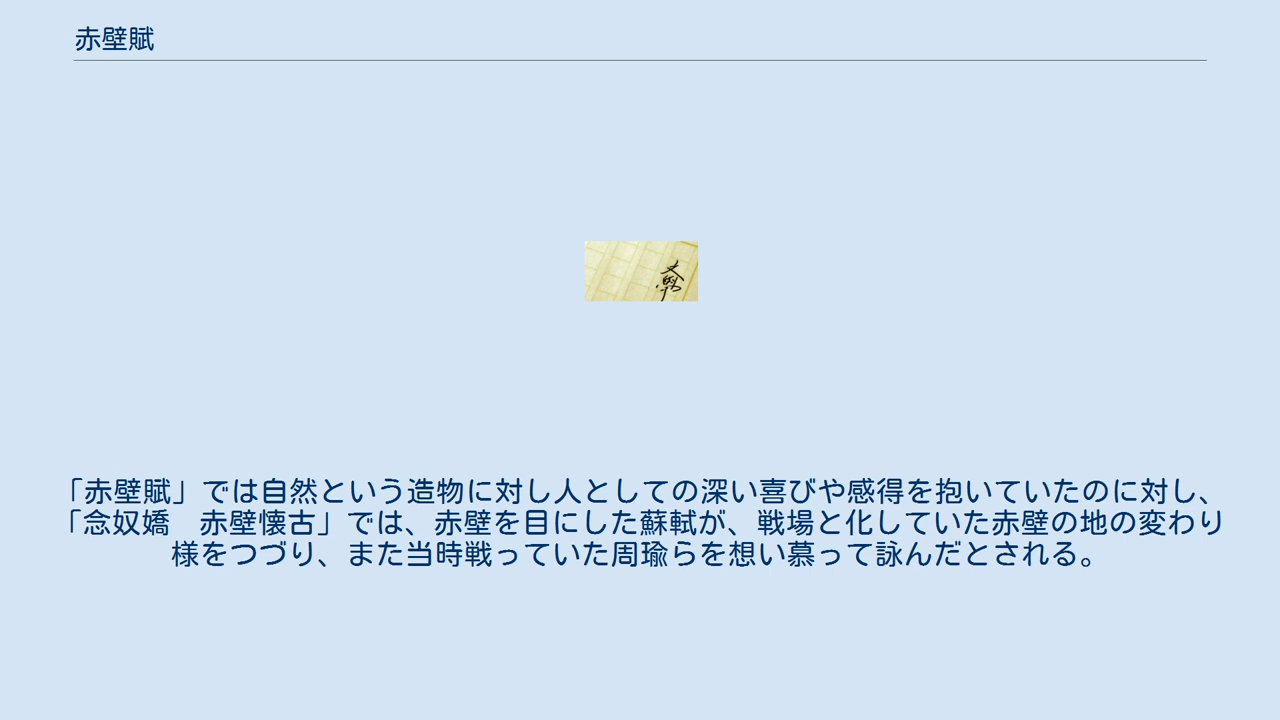 赤壁賦
「赤壁賦」では自然という造物に対し人としての深い喜びや感得を抱いていたのに対し、
「念奴嬌　赤壁懐古」では、赤壁を目にした蘇軾が、戦場と化していた赤壁の地の変わり
様をつづり、また当時戦っていた周瑜らを想い慕って詠んだとされる。